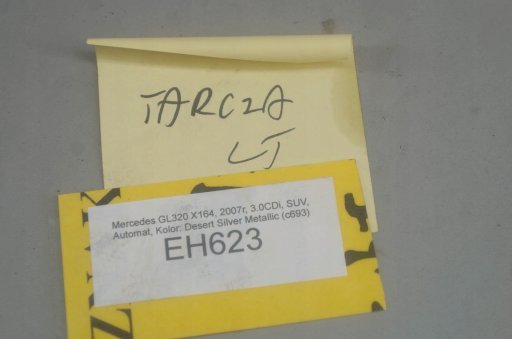 TARCZA
LT
Mercedes GL320 X164, 2007r, 3.0CDi, SUV,
Automat, Kolor: Desert Silver Metallic (c693)
EH623